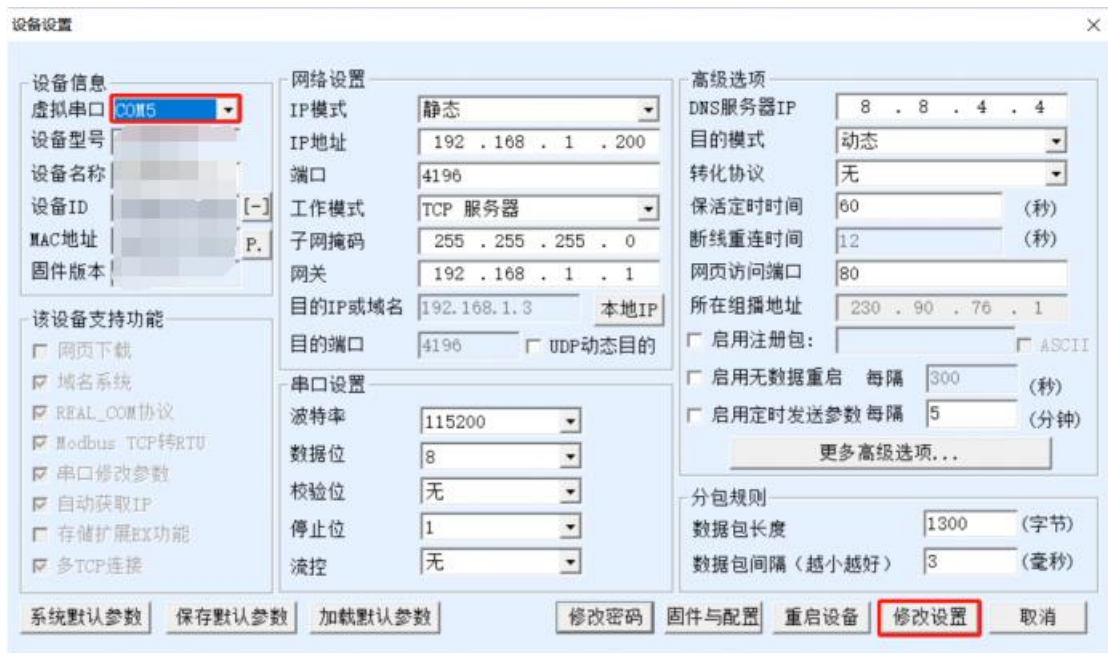 设备设置
设备信息
虚拟串口 COM5
设备型号
设备名称
设备ID [-]
MAC地址 P.
固件版本
该设备支持功能
网页下载
域名系统
REAL_COM协议
Modbus TCP转RTU
串口修改参数
自动获取IP
存储扩展EX功能
多TCP连接
网络设置
IP模式 静态
IP地址 192 . 168 . 1 . 200
端口 4196
工作模式 TCP 服务器
子网掩码 255 . 255 . 255 . 0
网关 192 . 168 . 1 . 1
目的IP或域名 192.168.1.3 本地IP
目的端口 4196 UDP动态目的
串口设置
波特率 115200
数据位 8
校验位 无
停止位 1
流控 无
高级选项
DNS服务器IP 8 . 8 . 4 . 4
目的模式 动态
转化协议 无
保活定时时间 60 (秒)
断线重连时间 12 (秒)
网页访问端口 80
所在组播地址 230 . 90 . 76 . 1
启用注册包: ASCII
启用无数据重启 每隔 300 (秒)
启用定时发送参数 每隔 5 (分钟)
更多高级选项...
分包规则
数据包长度 1300 (字节)
数据包间隔（越小越好） 3 (毫秒)
系统默认参数 保存默认参数 加载默认参数 修改密码 固件与配置 重启设备 修改设置 取消